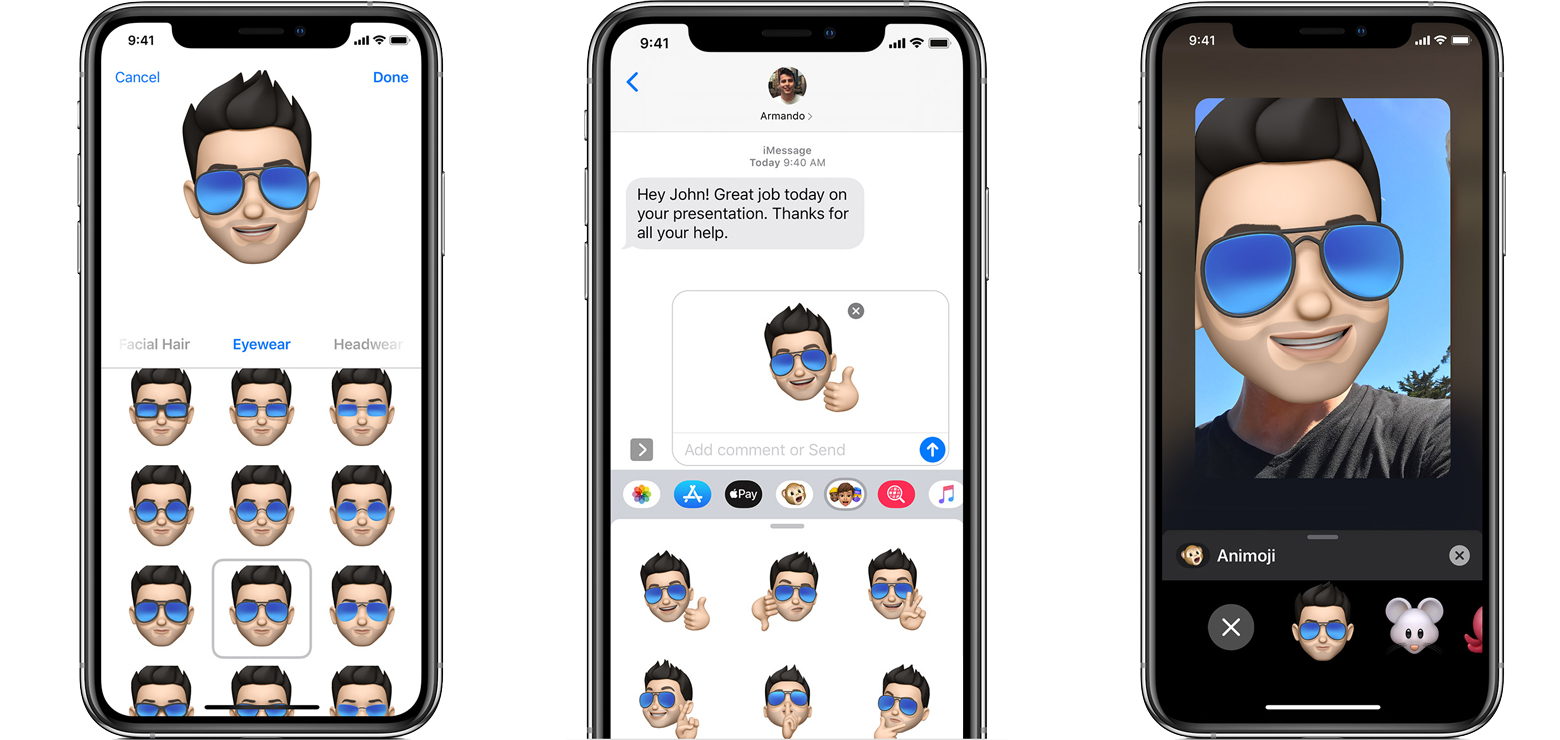 9:41
Cancel
Done
Facial Hair
Eyewear
Headwear
9:41
Armando >
iMessage
Today 9:40 AM
Hey John! Great job today on
your presentation. Thanks for
all your help.
Add comment or Send
Pay
9:41
Animoji